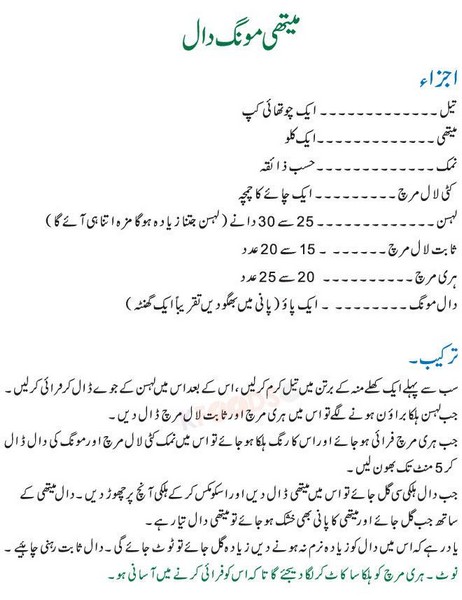 میتھی مونگ دال
اجزاء
تیل ۔۔۔۔۔۔۔۔۔۔۔۔۔ ایک چوتھائی کپ
میتھی ۔۔۔۔۔۔۔۔۔۔۔۔۔ ایک کلو
نمک ۔۔۔۔۔۔۔۔۔۔۔۔۔ حسب ذائقہ
کٹی لال مرچ ۔۔۔۔۔۔۔۔۔ ایک چائے کا چمچہ
لہسن ۔۔۔۔۔۔۔۔۔۔۔۔۔ 25 سے 30 دانے (لہسن جتنا زیادہ ہوگا مزہ اتنا ہی آئے گا)
ثابت لال مرچ ۔۔۔۔۔۔ ۔ 15 سے 20 عدد
ہری مرچ ۔۔۔۔۔۔۔۔۔۔ 20 سے 25 عدد
دال مونگ ۔۔۔۔۔۔۔۔ ۔ ایک پاؤ (پانی میں بھگو دیں تقریباً ایک گھنٹہ)
ترکیب۔
سب سے پہلے ایک کھلے منہ کے برتن میں تیل گرم کر لیں، اس کے بعد اس میں لہسن کے جوے ڈال کر فرائی کر لیں۔
جب لہسن ہلکا براؤن ہونے لگے تو اس میں ہری مرچ اور ثابت لال مرچ ڈال دیں۔
جب ہری مرچ فرائی ہو جائے اور اس کا رنگ ہلکا ہو جائے تو اس میں نمک کٹی لال مرچ اور مونگ کی دال ڈال
کر 5 منٹ تک بھون لیں۔
جب دال ہلکی سی گل جائے تو اس میں میتھی ڈال دیں اور اسکو مکس کر کے ہلکی آنچ پر چھوڑ دیں۔ دال میتھی کے
ساتھ جب گل جائے اور میتھی کا پانی بھی خشک ہو جائے تو میتھی دال تیار ہے۔
یاد رہے کہ اس میں دال کو زیادہ نرم نہ ہونے دیں زیادہ گل جائے تو ٹوٹ جائے گی۔ دال ثابت رہنی چاہیئے۔
نوٹ۔ ہری مرچ کو ہلکا سا کاٹ کر لگا دیجئے گا تا کہ اس کو فرائی کرنے میں آسانی ہو۔